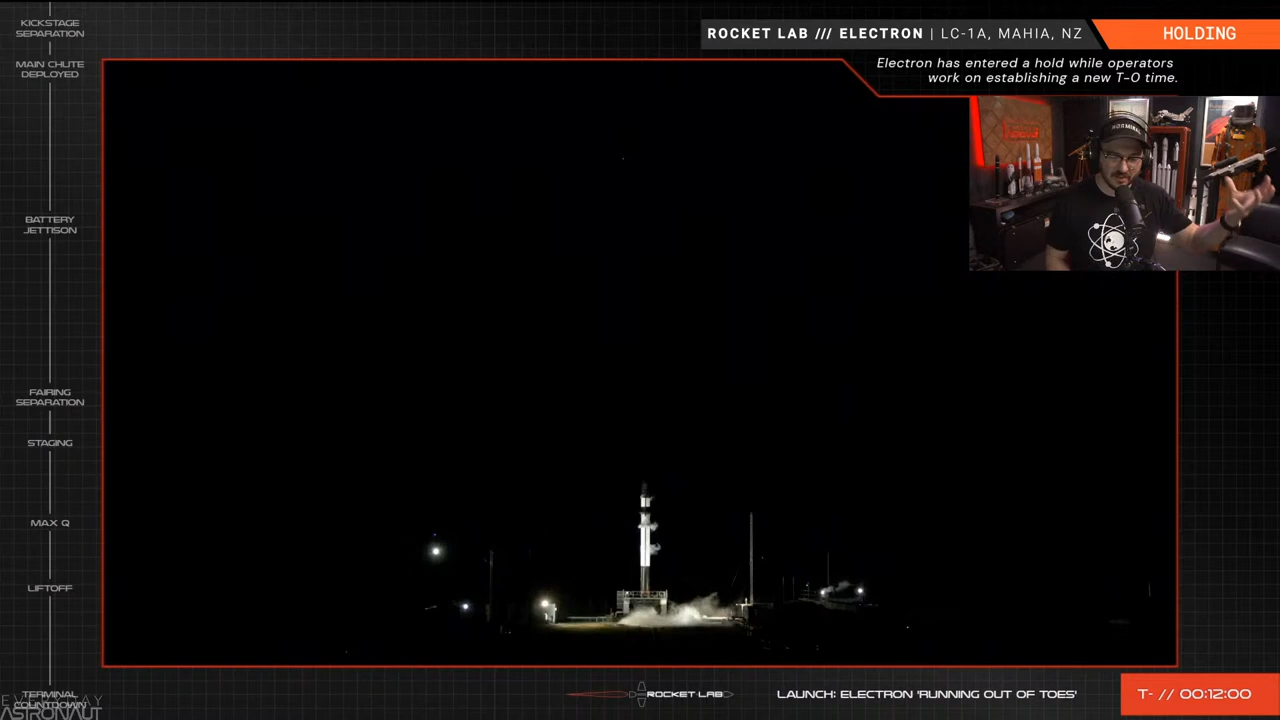 KICKSTAGE
SEPARATION
MAIN CHUTE
DEPLOYED
BATTERY
JETTISON
FAIRING
SEPARATION
STAGING
MAX Q
LIFTOFF
TERMINAL
COUNTDOWN
EVERYDAY
ASTRONAUT
ROCKET LAB /// ELECTRON | LC-1A, MAHIA, NZ
HOLDING
Electron has entered a hold while operators
work on establishing a new T-0 time.
ROCKET LAB
LAUNCH: ELECTRON 'RUNNING OUT OF TOES'
T- // 00:12:00